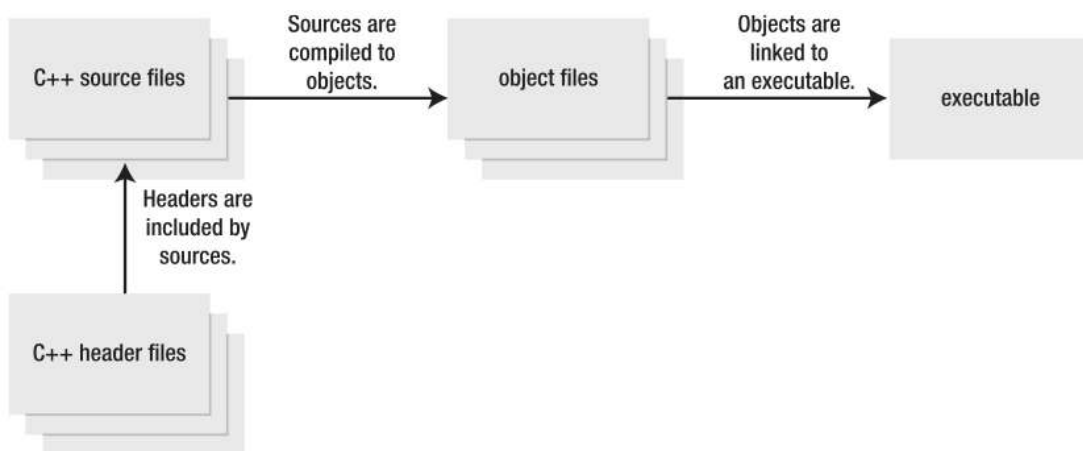 C++ source files
Sources are
compiled to
objects.
object files
Objects are
linked to
an executable.
executable
Headers are
included by
sources.
C++ header files